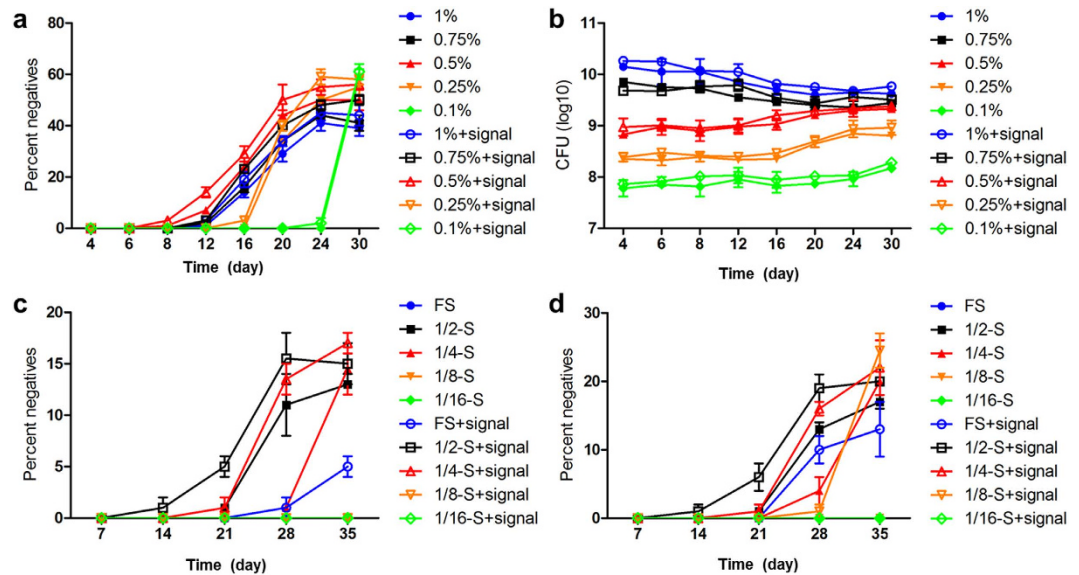 a
80
60
40
20
0
Percent negatives
4 6 8 12 16 20 24 30
Time (day)
1%
0.75%
0.5%
0.25%
0.1%
1%+signal
0.75%+signal
0.5%+signal
0.25%+signal
0.1%+signal
b
11
10
9
8
7
CFU (log10)
4 6 8 12 16 20 24 30
Time (day)
1%
0.75%
0.5%
0.25%
0.1%
1%+signal
0.75%+signal
0.5%+signal
0.25%+signal
0.1%+signal
c
20
15
10
5
0
Percent negatives
7 14 21 28 35
Time (day)
FS
1/2-S
1/4-S
1/8-S
1/16-S
FS+signal
1/2-S+signal
1/4-S+signal
1/8-S+signal
1/16-S+signal
d
30
20
10
0
Percent negatives
7 14 21 28 35
Time (day)
FS
1/2-S
1/4-S
1/8-S
1/16-S
FS+signal
1/2-S+signal
1/4-S+signal
1/8-S+signal
1/16-S+signal